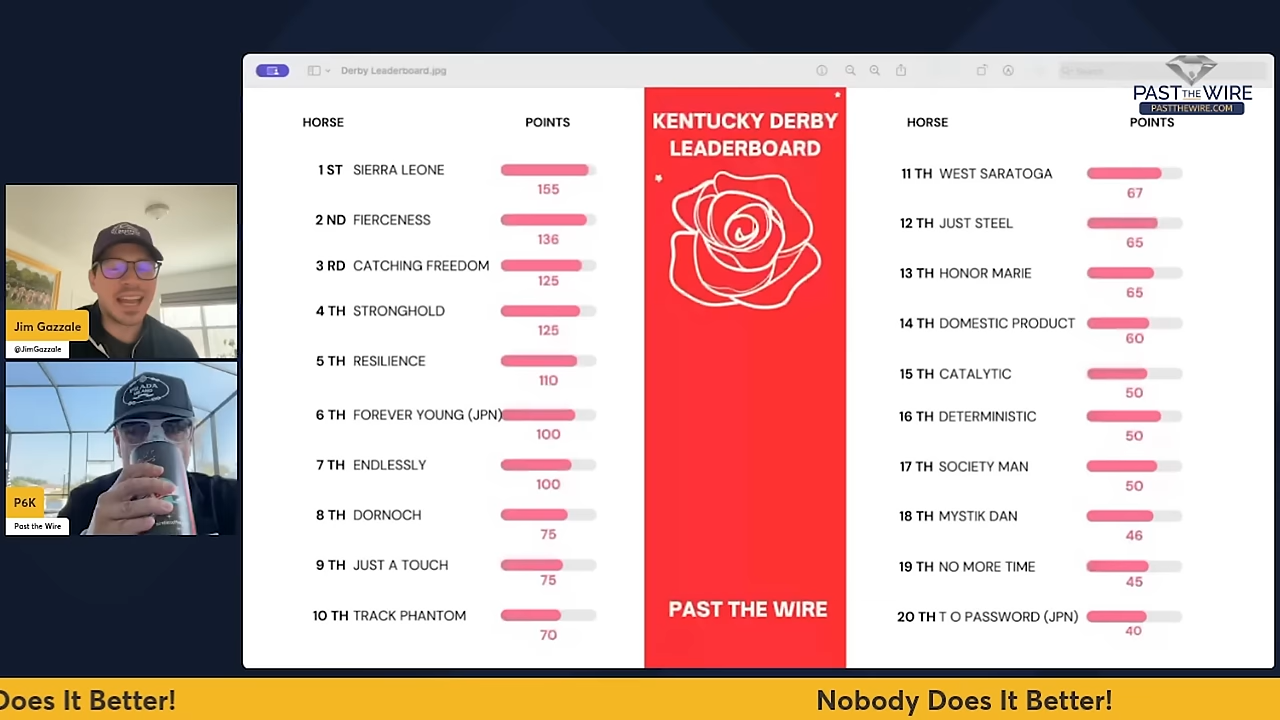 Derby Leaderboard.jpg
Search
PAST THE WIRE
PASTTHEWIRE.COM
HORSE POINTS
1 ST SIERRA LEONE
155
2 ND FIERCENESS
136
3 RD CATCHING FREEDOM
125
4 TH STRONGHOLD
125
5 TH RESILIENCE
110
6 TH FOREVER YOUNG (JPN)
100
7 TH ENDLESSLY
100
8 TH DORNOCH
75
9 TH JUST A TOUCH
75
10 TH TRACK PHANTOM
70
KENTUCKY DERBY
LEADERBOARD
PAST THE WIRE
HORSE POINTS
11 TH WEST SARATOGA
67
12 TH JUST STEEL
65
13 TH HONOR MARIE
65
14 TH DOMESTIC PRODUCT
60
15 TH CATALYTIC
50
16 TH DETERMINISTIC
50
17 TH SOCIETY MAN
50
18 TH MYSTIK DAN
46
19 TH NO MORE TIME
45
20 TH T O PASSWORD (JPN)
40
Jim Gazzale
@JimGazzale
PRADA
P6K
Past the Wire
Does It Better!
Nobody Does It Better!